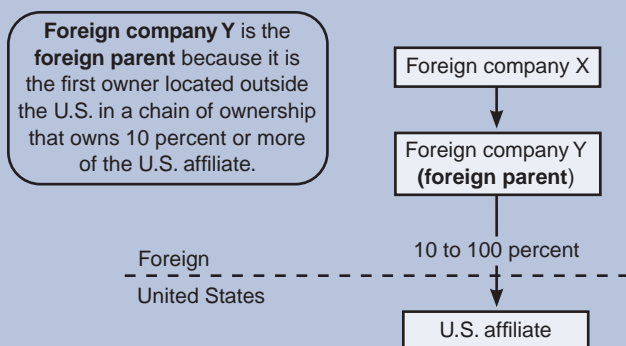 Foreign company Y is the
foreign parent because it is
the first owner located outside
the U.S. in a chain of ownership
that owns 10 percent or more
of the U.S. affiliate.
Foreign company X
Foreign company Y
(foreign parent)
10 to 100 percent
Foreign
United States
U.S. affiliate